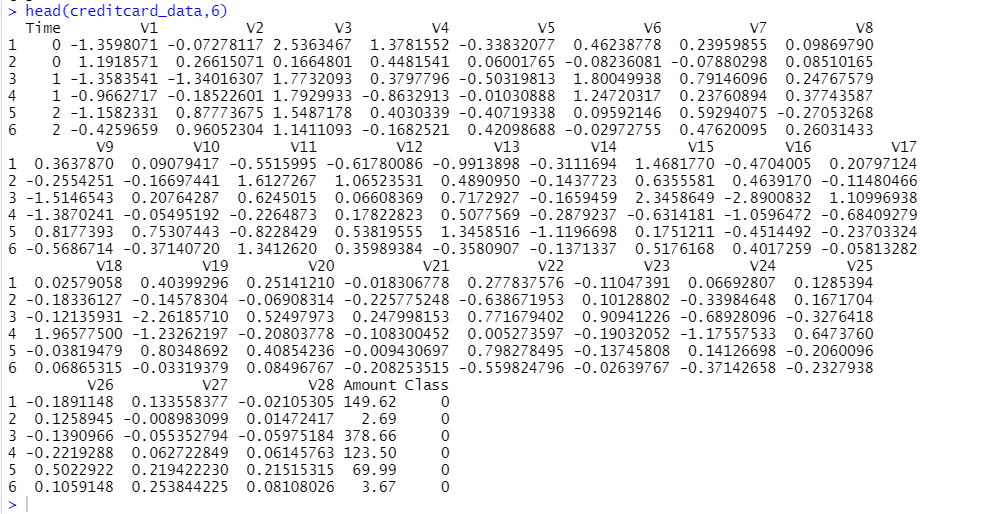 > head(creditcard_data,6)
Time V1 V2 V3 V4 V5 V6 V7 V8
1 0 -1.3598071 -0.07278117 2.5363467 1.3781552 -0.33832077 0.46238778 0.23959855 0.09869790
2 0 1.1918571 0.26615071 0.1664801 0.4481541 0.06001765 -0.08236081 -0.07880298 0.08510165
3 1 -1.3583541 -1.34016307 1.7732093 0.3797796 -0.50319813 1.80049938 0.79146096 0.24767579
4 1 -0.9662717 -0.18522601 1.7929933 -0.8632913 -0.01030888 1.24720317 0.23760894 0.37743587
5 2 -1.1582331 0.87773675 1.5487178 0.4030339 -0.40719338 0.09592146 0.59294075 -0.27053268
6 2 -0.4259659 0.96052304 1.1411093 -0.1682521 0.42098688 -0.02972755 0.47620095 0.26031433
V9 V10 V11 V12 V13 V14 V15 V16 V17
1 0.3637870 0.09079417 -0.5515995 -0.61780086 -0.9913898 -0.3111694 1.4681770 -0.4704005 0.20797124
2 -0.2554251 -0.16697441 1.6127267 1.06523531 0.4890950 -0.1437723 0.6355581 0.4639170 -0.11480466
3 -1.5146543 0.20764287 0.6245015 0.06608369 0.7172927 -0.1659459 2.3458649 -2.8900832 1.10996938
4 -1.3870241 -0.05495192 -0.2264873 0.17822823 0.5077569 -0.2879237 -0.6314181 -1.0596472 -0.68409279
5 0.8177393 0.75307443 -0.8228429 0.53819555 1.3458516 -1.1196698 0.1751211 -0.4514492 -0.23703324
6 -0.5686714 -0.37140720 1.3412620 0.35989384 -0.3580907 -0.1371337 0.5176168 0.4017259 -0.05813282
V18 V19 V20 V21 V22 V23 V24 V25
1 0.02579058 0.40399296 0.25141210 -0.018306778 0.277837576 -0.11047391 0.06692807 0.1285394
2 -0.18336127 -0.14578304 -0.06908314 -0.225775248 -0.638671953 0.10128802 -0.33984648 0.1671704
3 -0.12135931 -2.26185710 0.52497973 0.247998153 0.771679402 0.90941226 -0.68928096 -0.3276418
4 1.96577500 -1.23262197 -0.20803778 -0.108300452 0.005273597 -0.19032052 -1.17557533 0.6473760
5 -0.03819479 0.80348692 0.40854236 -0.009430697 0.798278495 -0.13745808 0.14126698 -0.2060096
6 0.06865315 -0.03319379 0.08496767 -0.208253515 -0.559824796 -0.02639767 -0.37142658 -0.2327938
V26 V27 V28 Amount Class
1 -0.1891148 0.133558377 -0.02105305 149.62 0
2 0.1258945 -0.008983099 0.01472417 2.69 0
3 -0.1390966 -0.055352794 -0.05975184 378.66 0
4 -0.2219288 0.062722849 0.06145763 123.50 0
5 0.5022922 0.219422230 0.21515315 69.99 0
6 0.1059148 0.253844225 0.08108026 3.67 0
>